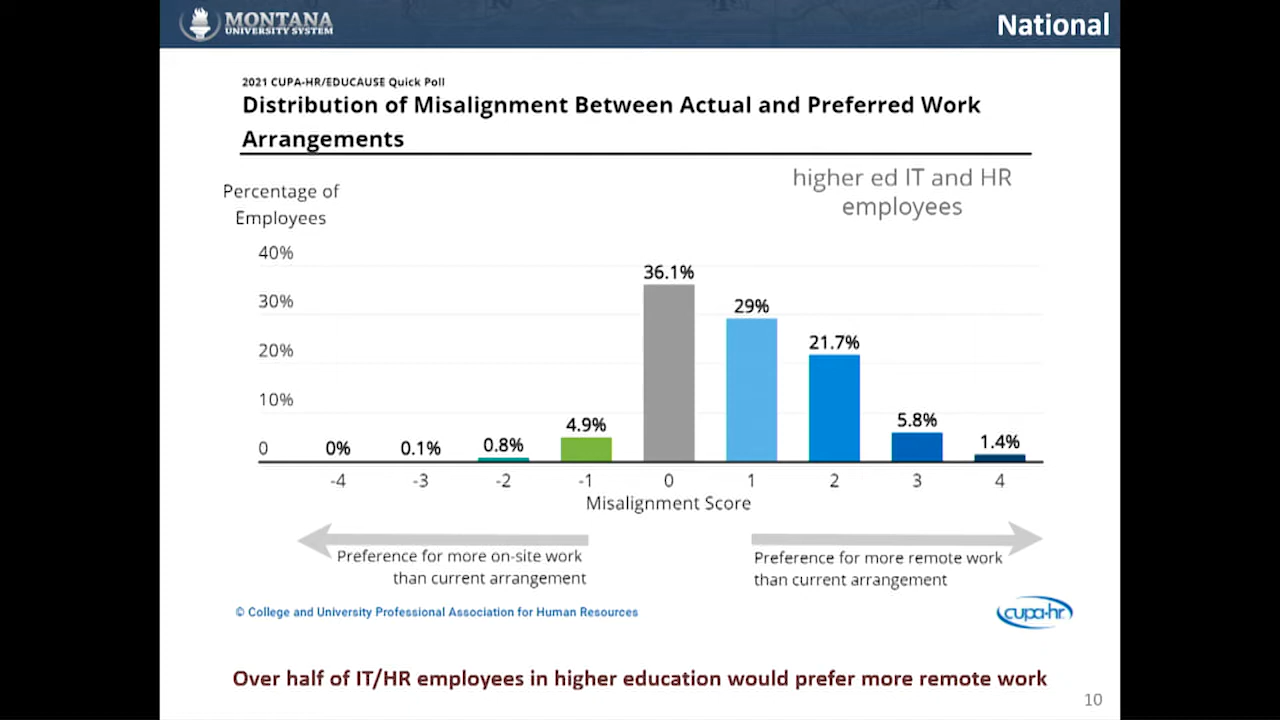 MONTANA
UNIVERSITY SYSTEM
National
2021 CUPA-HR/EDUCAUSE Quick Poll
Distribution of Misalignment Between Actual and Preferred Work
Arrangements
higher ed IT and HR
employees
Percentage of
Employees
40%
30%
20%
10%
0
0%
0.1%
0.8%
4.9%
36.1%
29%
21.7%
5.8%
1.4%
-4
-3
-2
-1
0
1
2
3
4
Misalignment Score
Preference for more on-site work
than current arrangement
Preference for more remote work
than current arrangement
© College and University Professional Association for Human Resources
cupa-hr
Over half of IT/HR employees in higher education would prefer more remote work
10